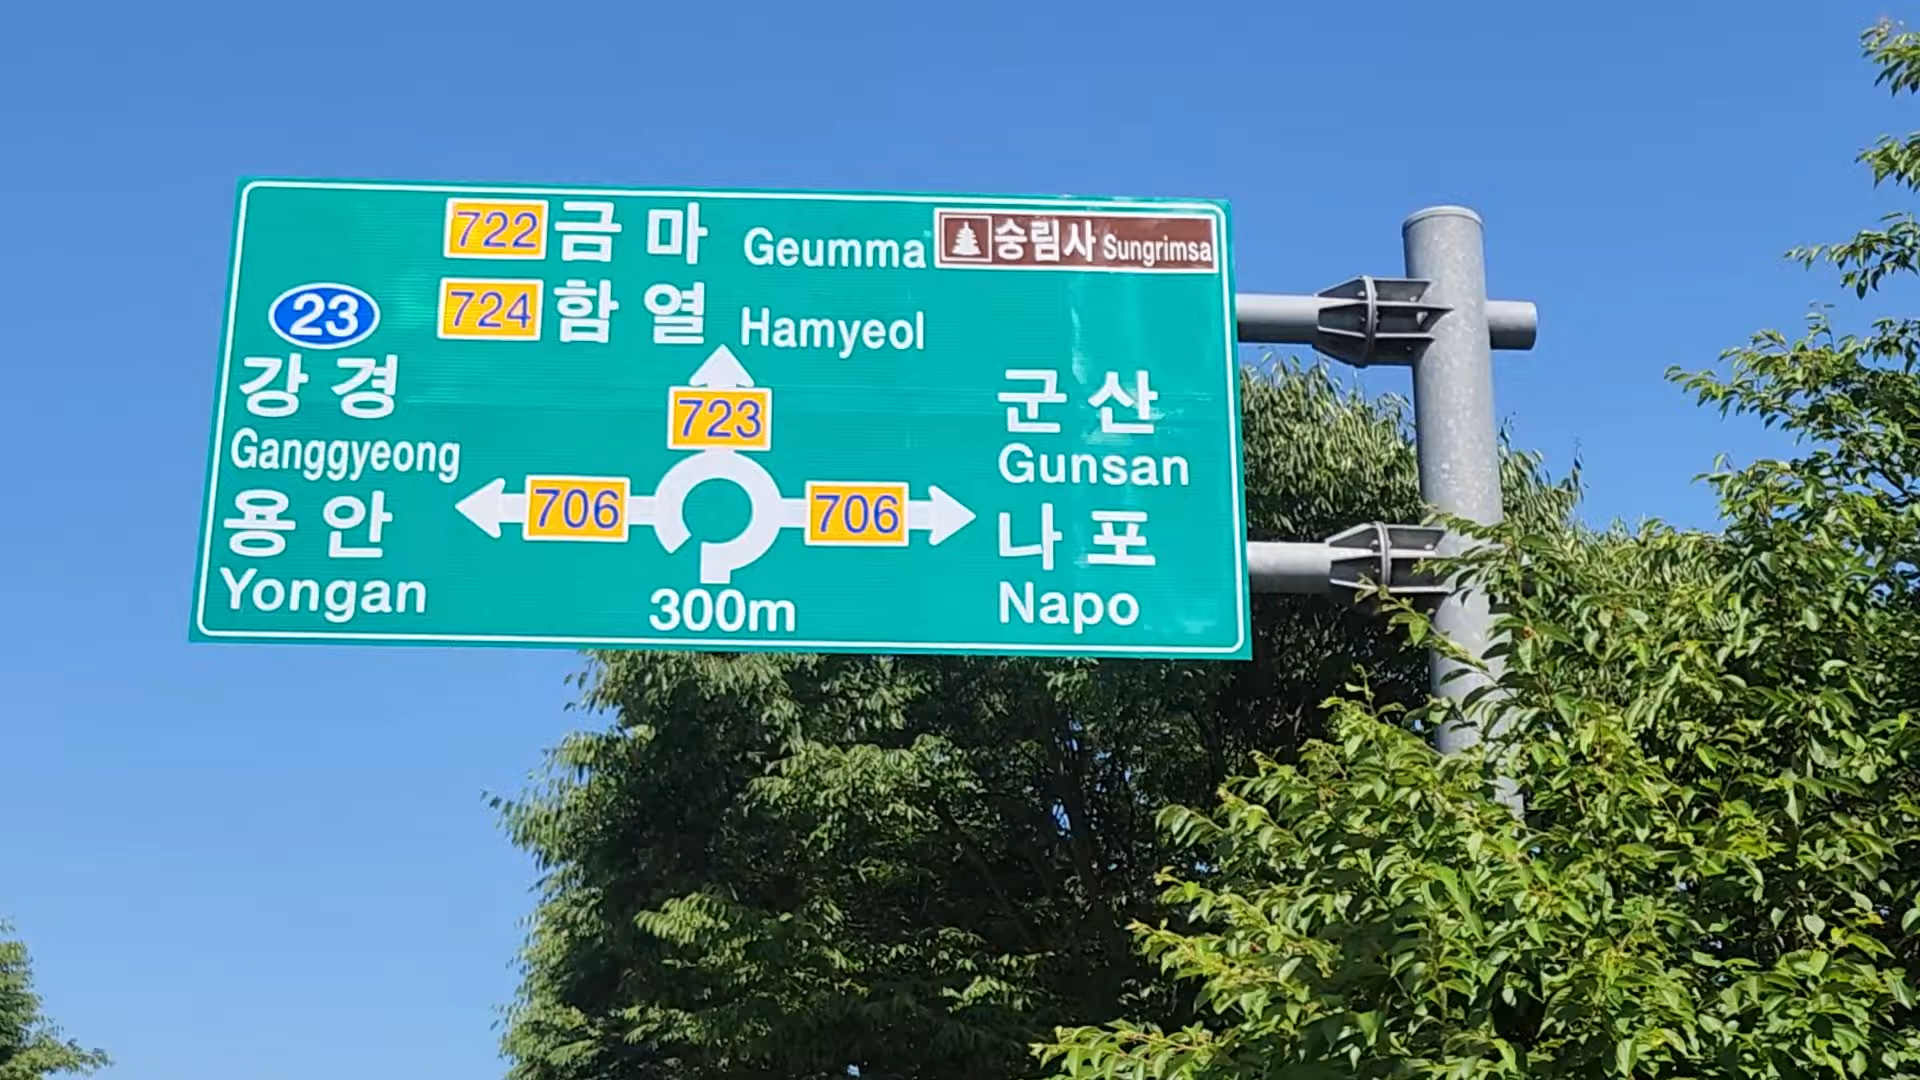 722 금 마 Geumma 숭림사 Sungrimsa
724 함 열 Hamyeol
23
강 경
Ganggyeong
용 안
Yongan
723
706
706
군 산
Gunsan
나 포
Napo
300m